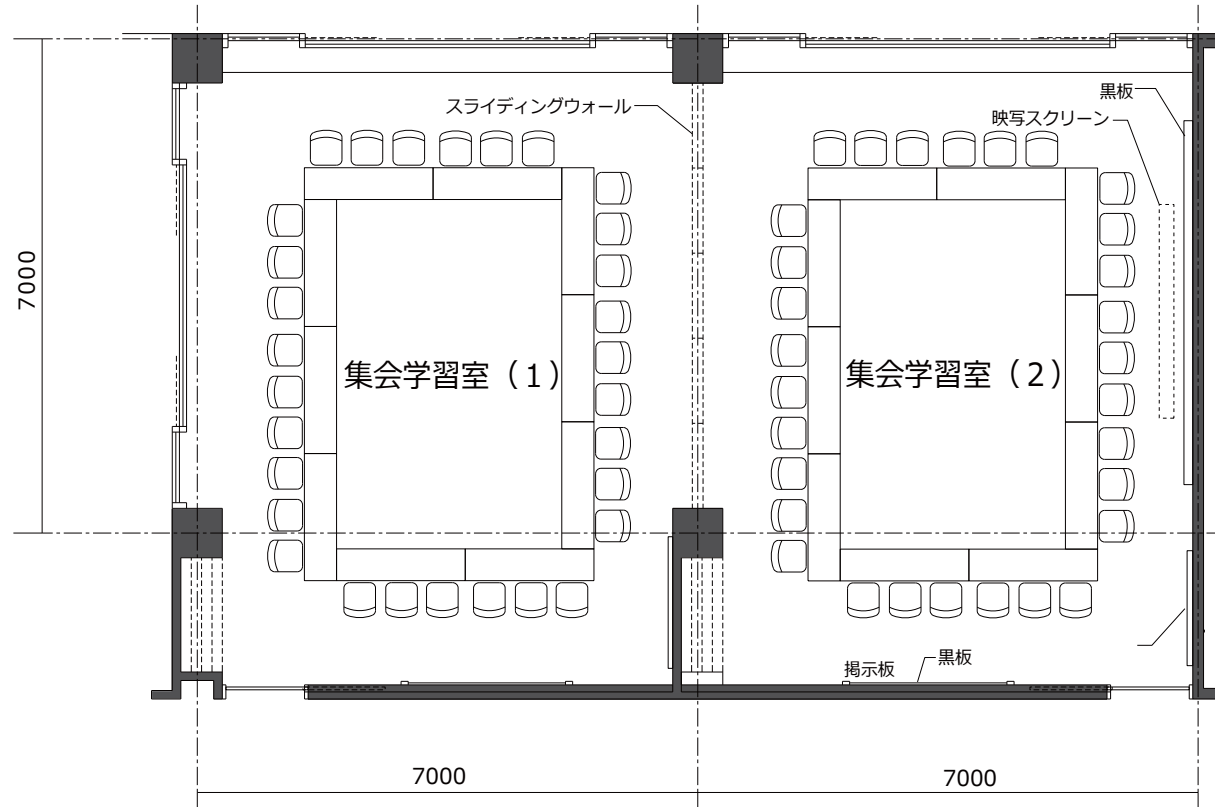 黒板
スライディングウォール
映写スクリーン
7000
集会学習室（1）
集会学習室（2）
掲示板
黒板
7000
7000